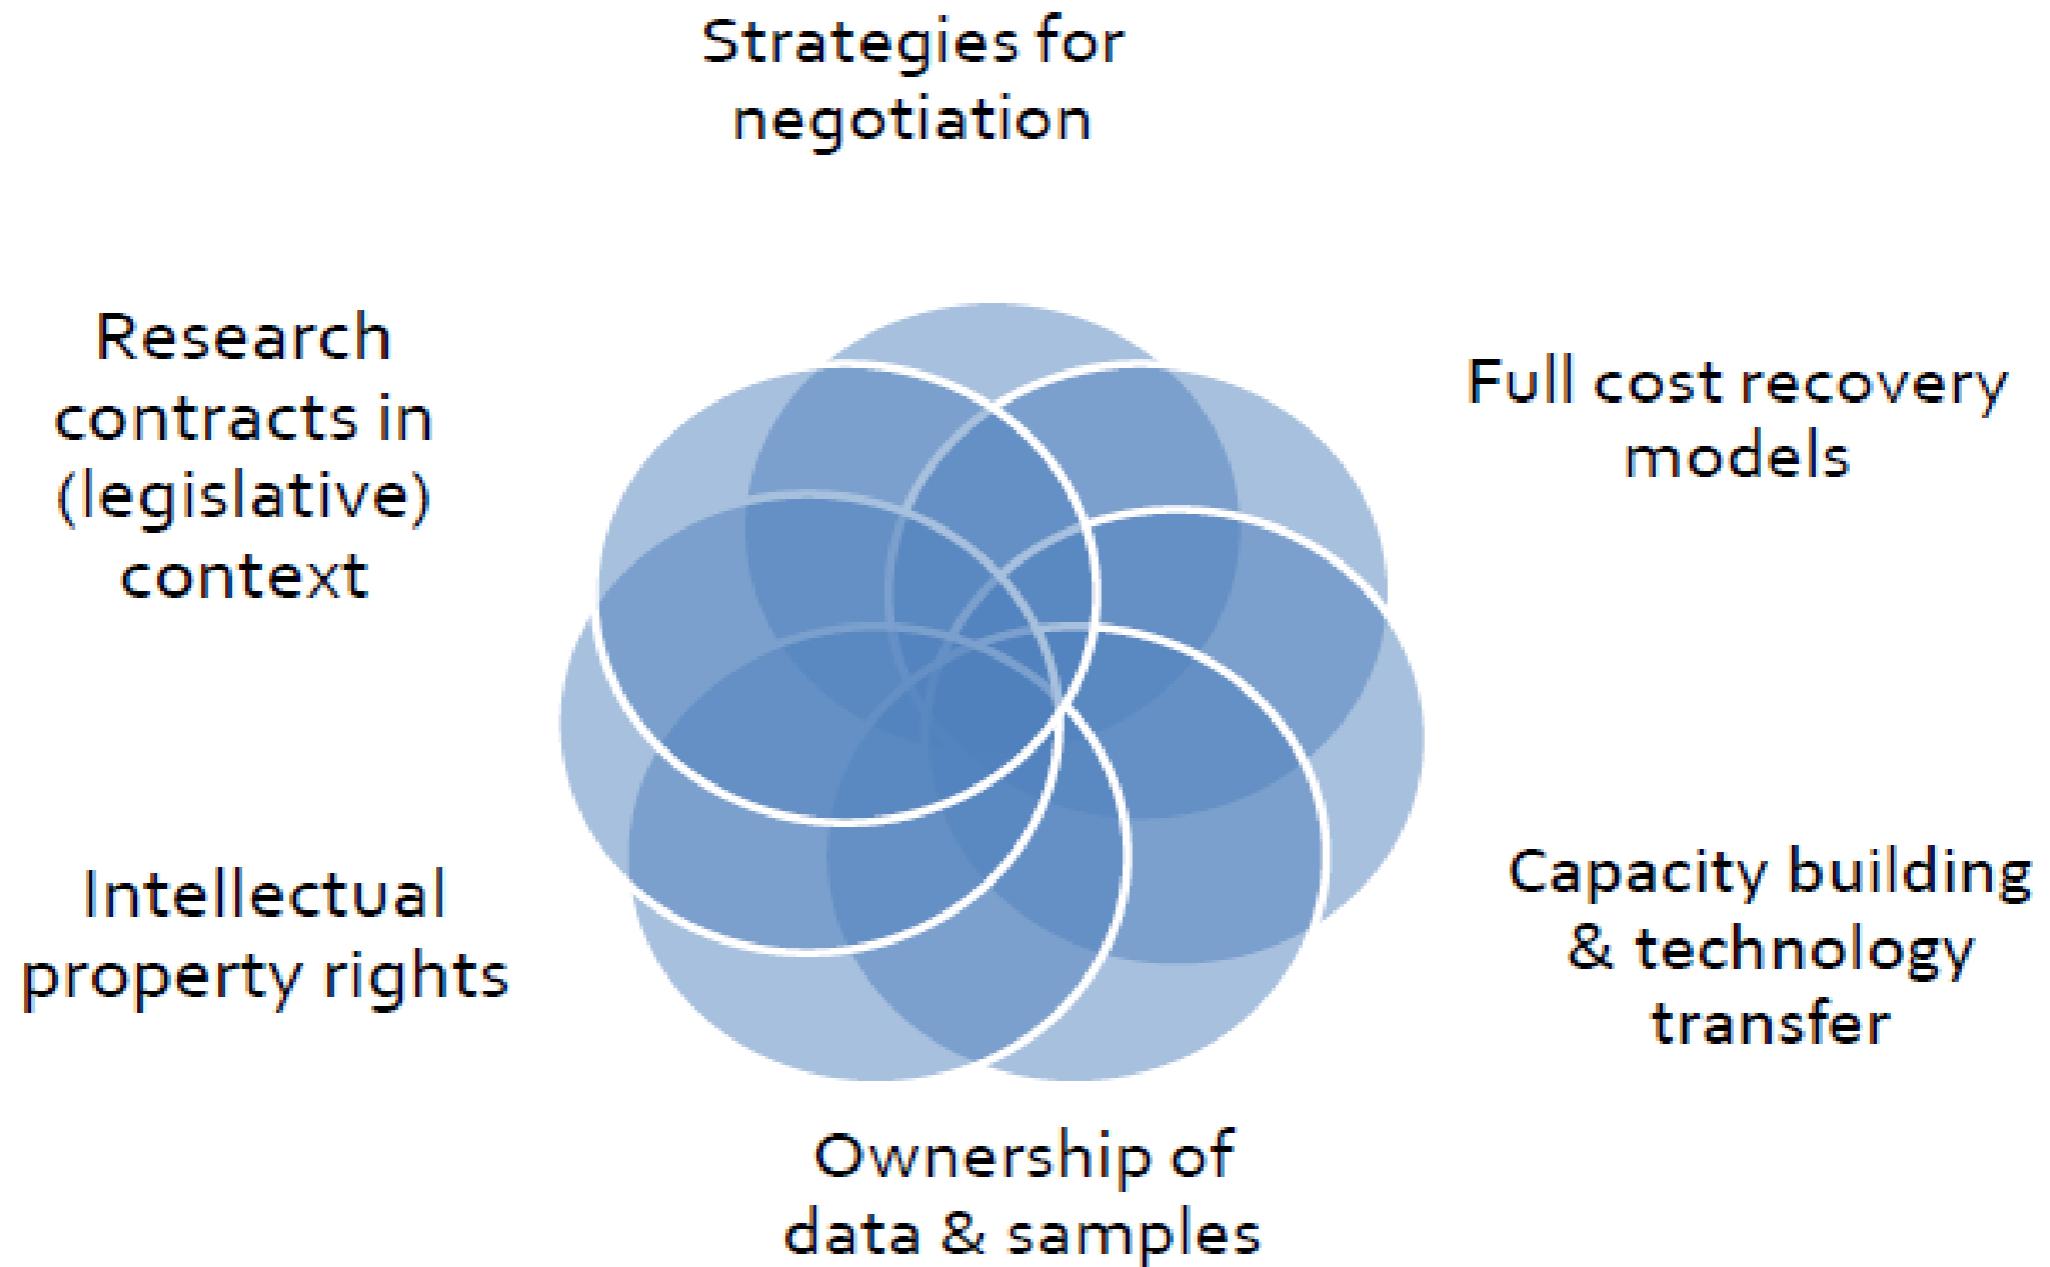 Strategies for
negotiation
Research
contracts in
(legislative)
context
Full cost recovery
models
Intellectual
property rights
Capacity building
& technology
transfer
Ownership of
data & samples